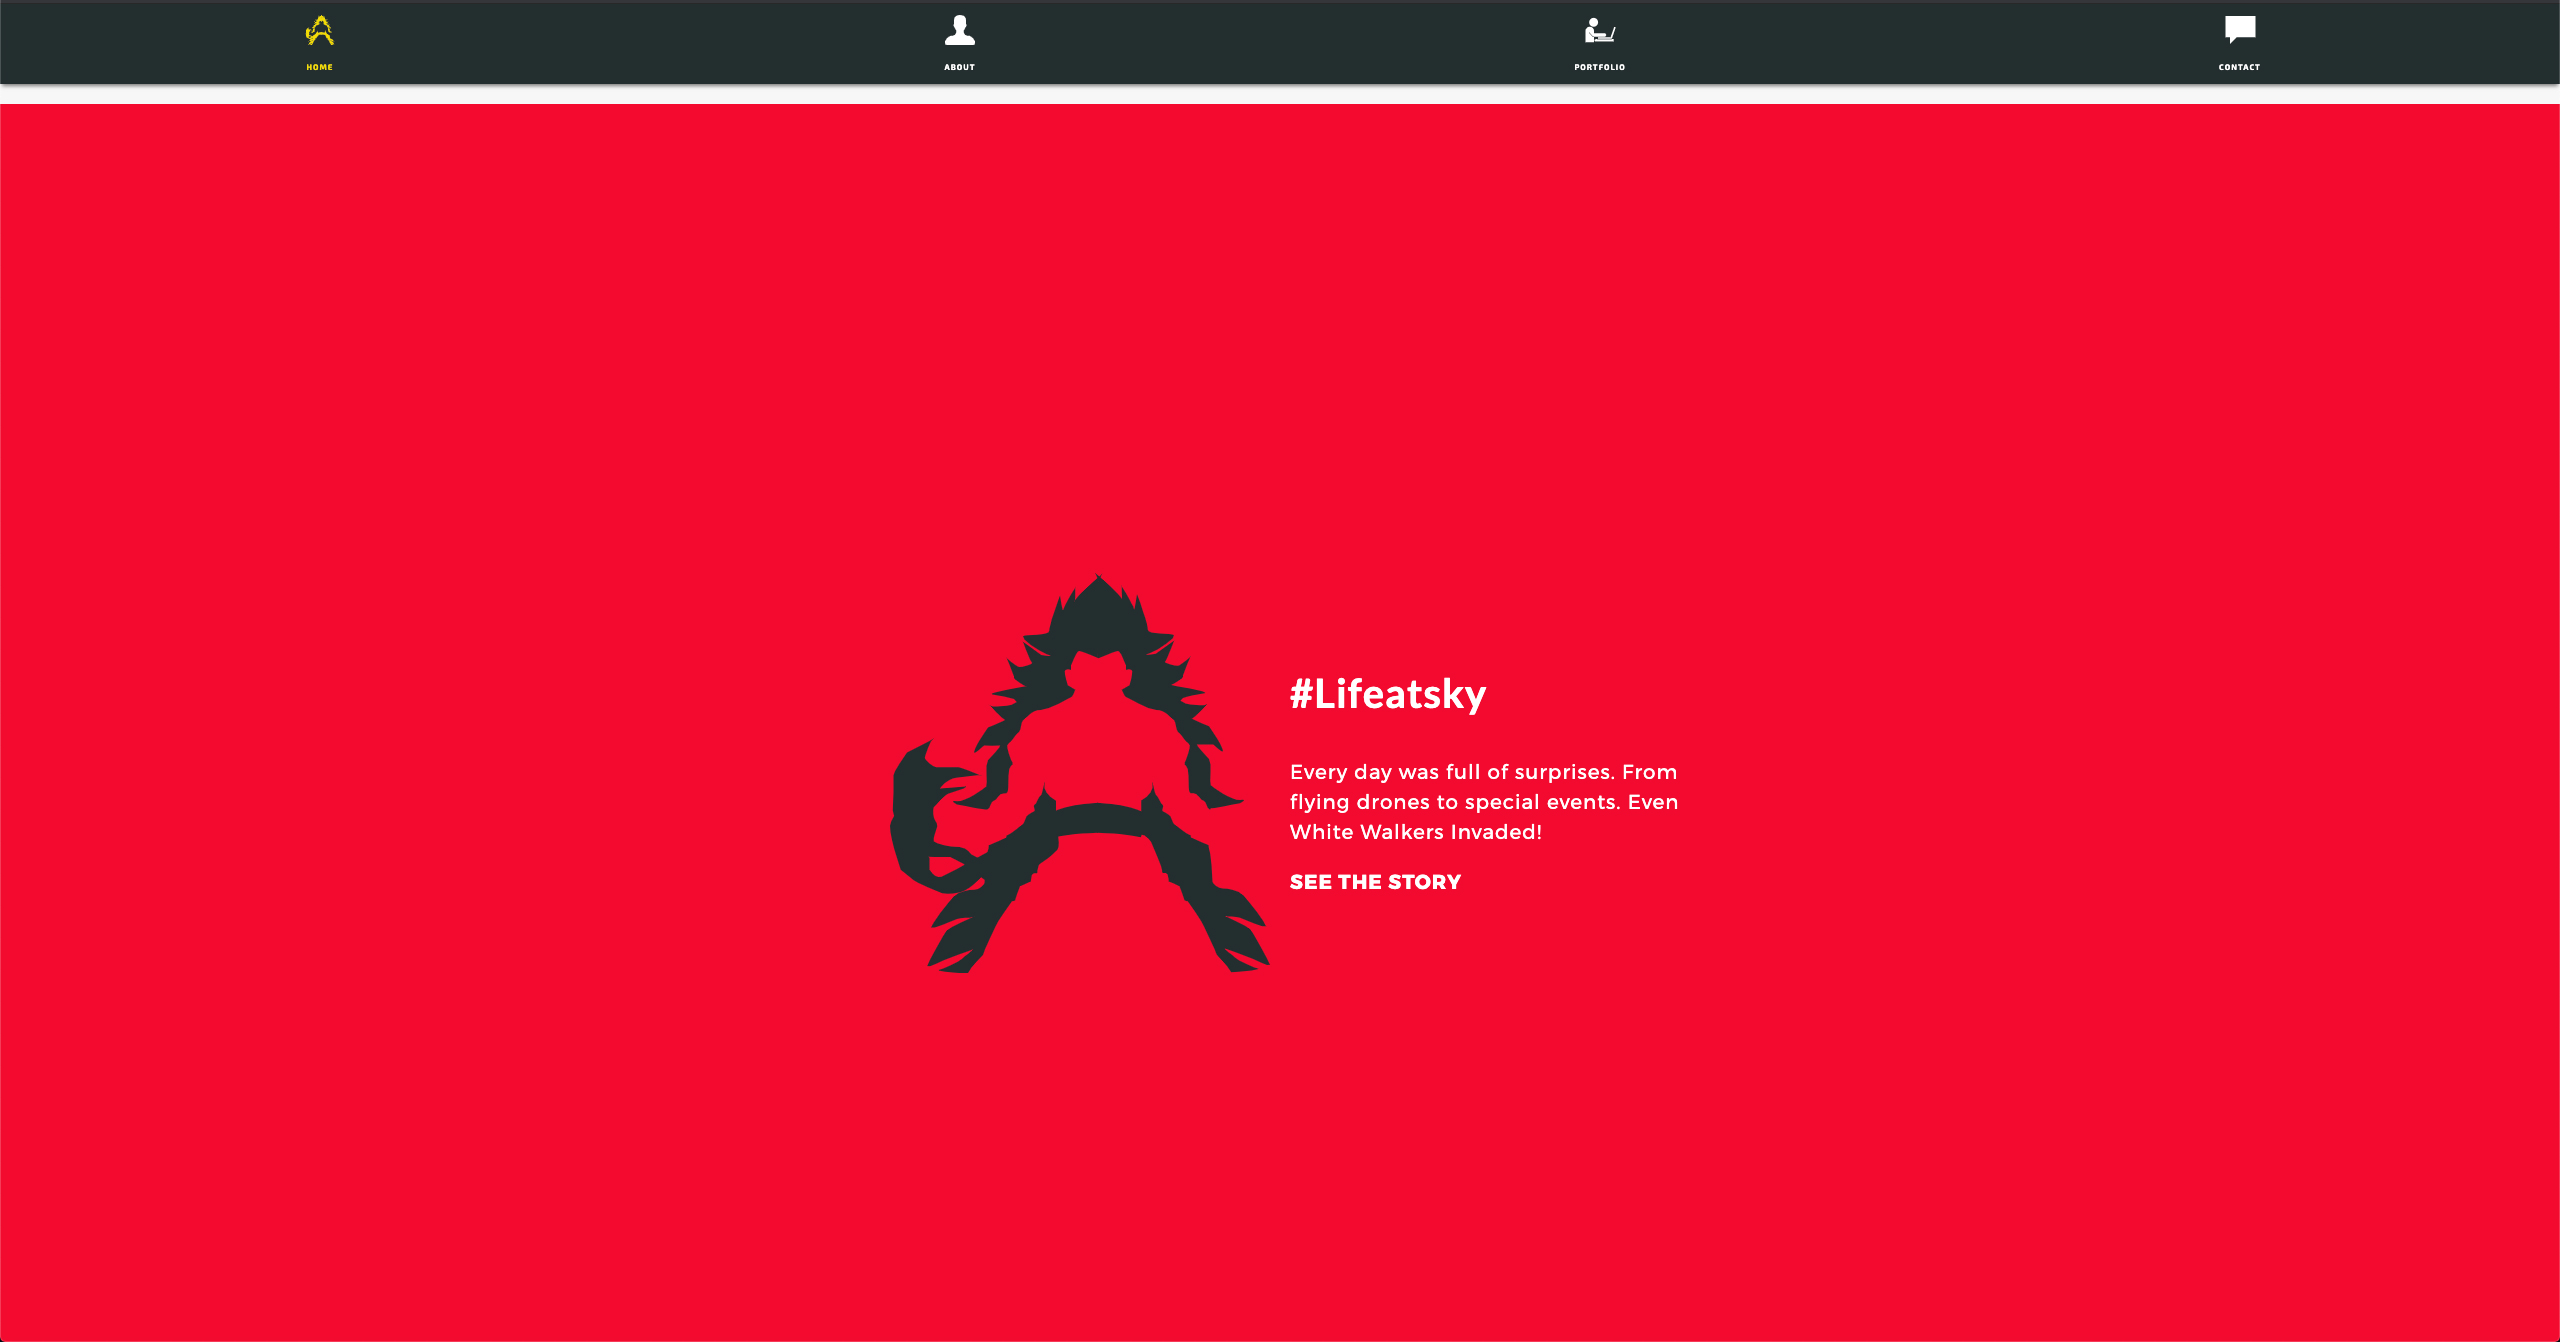 HOME
ABOUT
PORTFOLIO
CONTACT
#Lifeatsky
Every day was full of surprises. From
flying drones to special events. Even
White Walkers Invaded!
SEE THE STORY